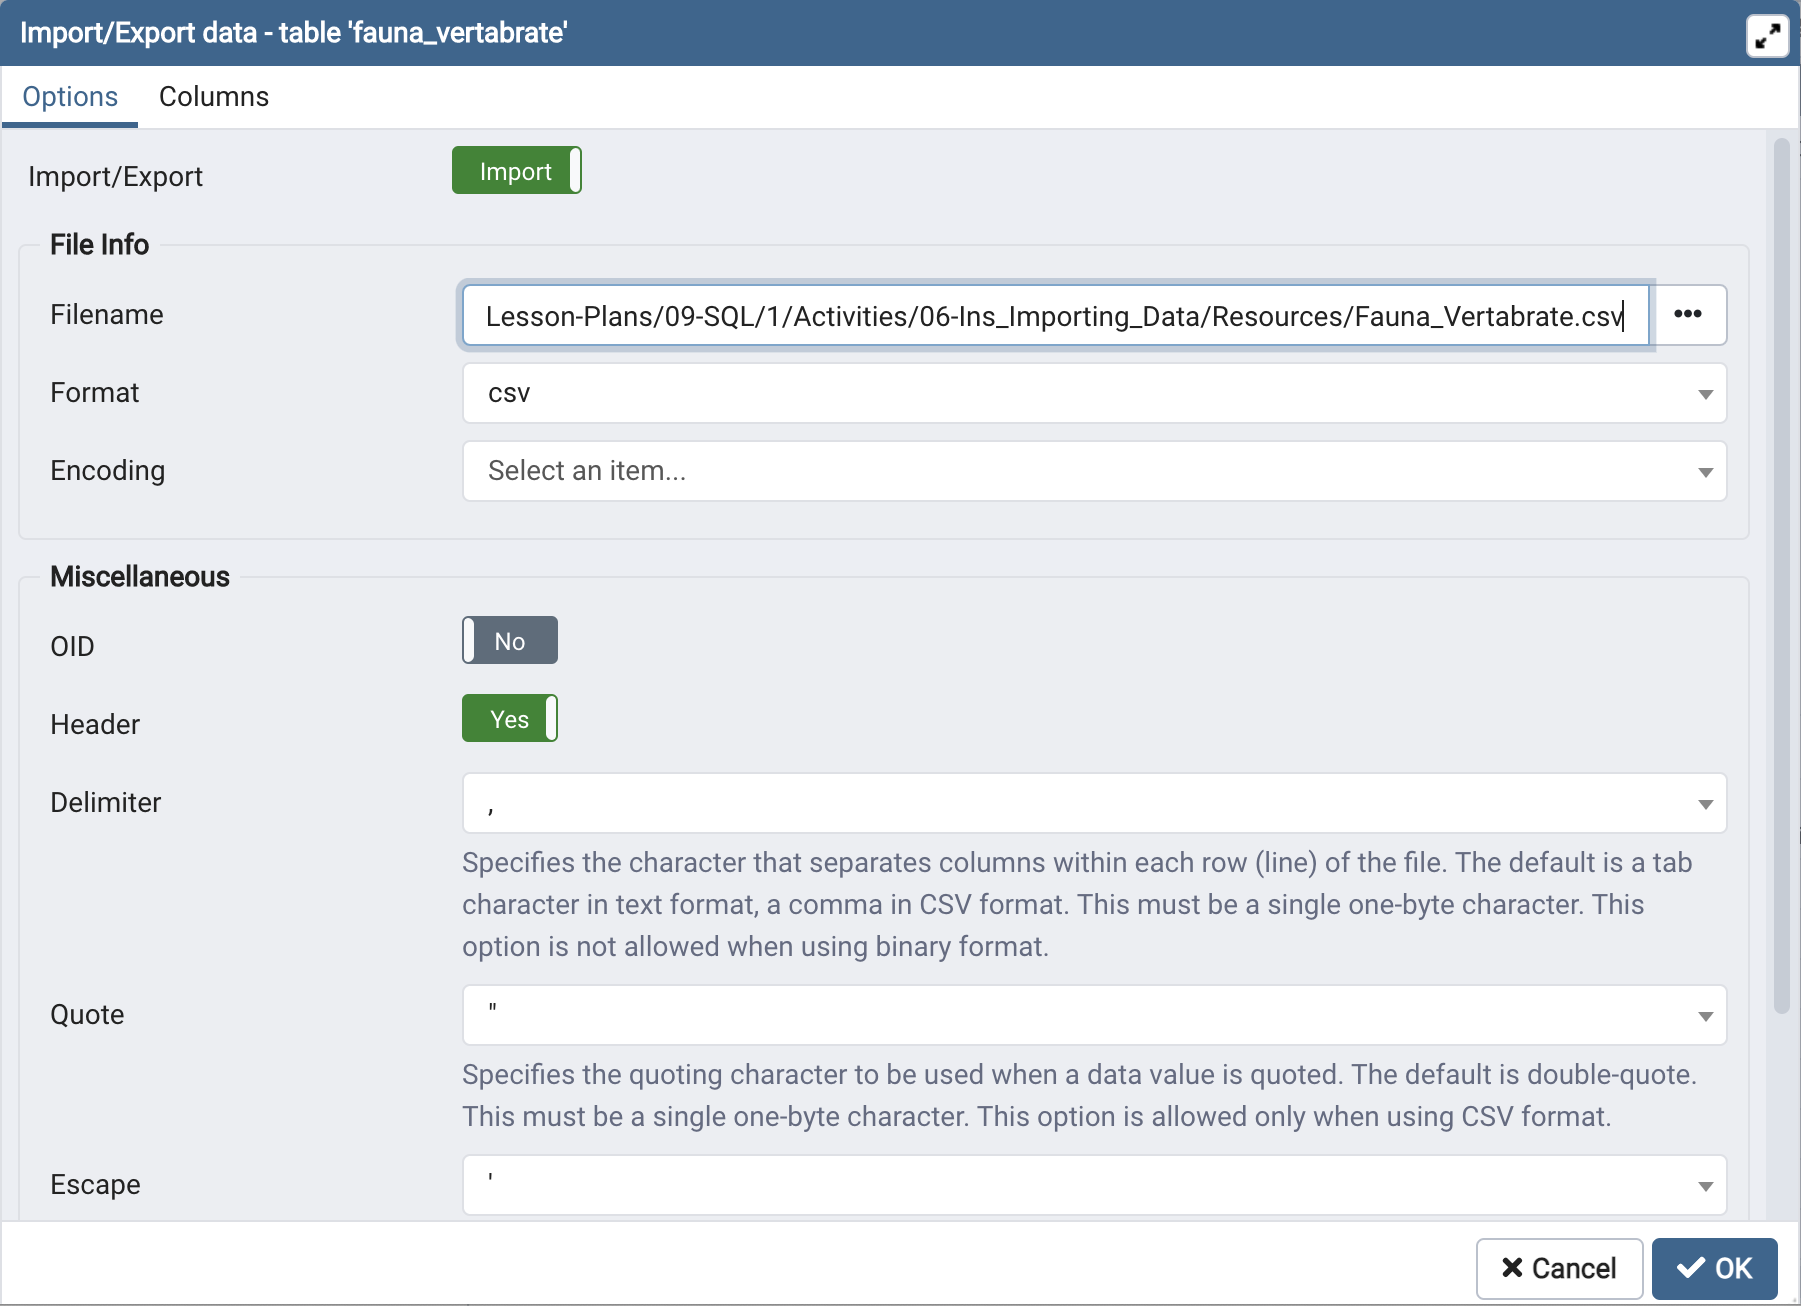 Import/Export data - table 'fauna_vertabrate'
Options Columns
Import/Export Import
File Info
Filename Lesson-Plans/09-SQL/1/Activities/06-Ins_Importing_Data/Resources/Fauna_Vertabrate.csv •••
Format csv
Encoding Select an item...
Miscellaneous
OID No
Header Yes
Delimiter ,
Specifies the character that separates columns within each row (line) of the file. The default is a tab
character in text format, a comma in CSV format. This must be a single one-byte character. This
option is not allowed when using binary format.
Quote "
Specifies the quoting character to be used when a data value is quoted. The default is double-quote.
This must be a single one-byte character. This option is allowed only when using CSV format.
Escape '
Cancel OK